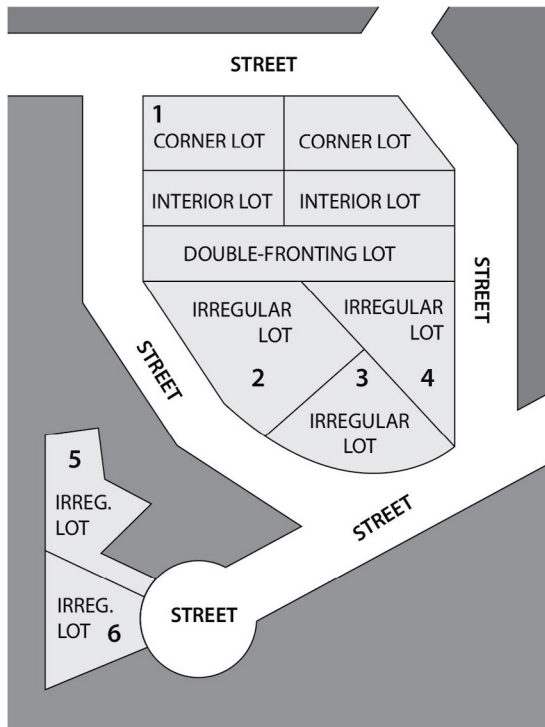 STREET
1
CORNER LOT
CORNER LOT
INTERIOR LOT
INTERIOR LOT
DOUBLE-FRONTING LOT
STREET
IRREGULAR
LOT
2
IRREGULAR
LOT
4
STREET
3
IRREGULAR
LOT
5
IRREG.
LOT
STREET
IRREG.
LOT 6
STREET